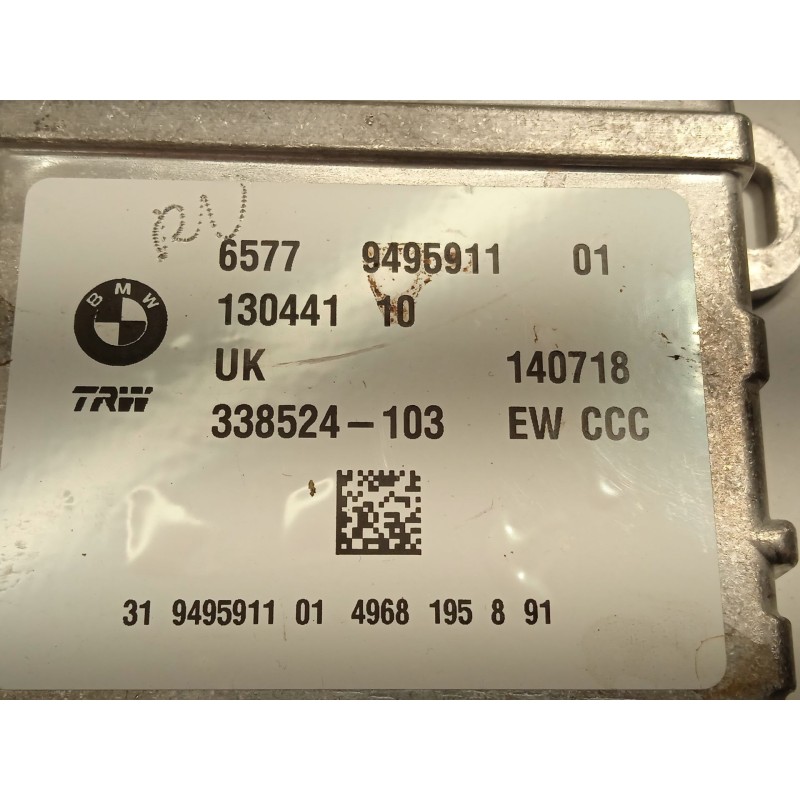 6577 9495911 01
BMW
130441 10
UK 140718
TRW
338524-103 EW CCC
31 9495911 01 4968 195 8 91